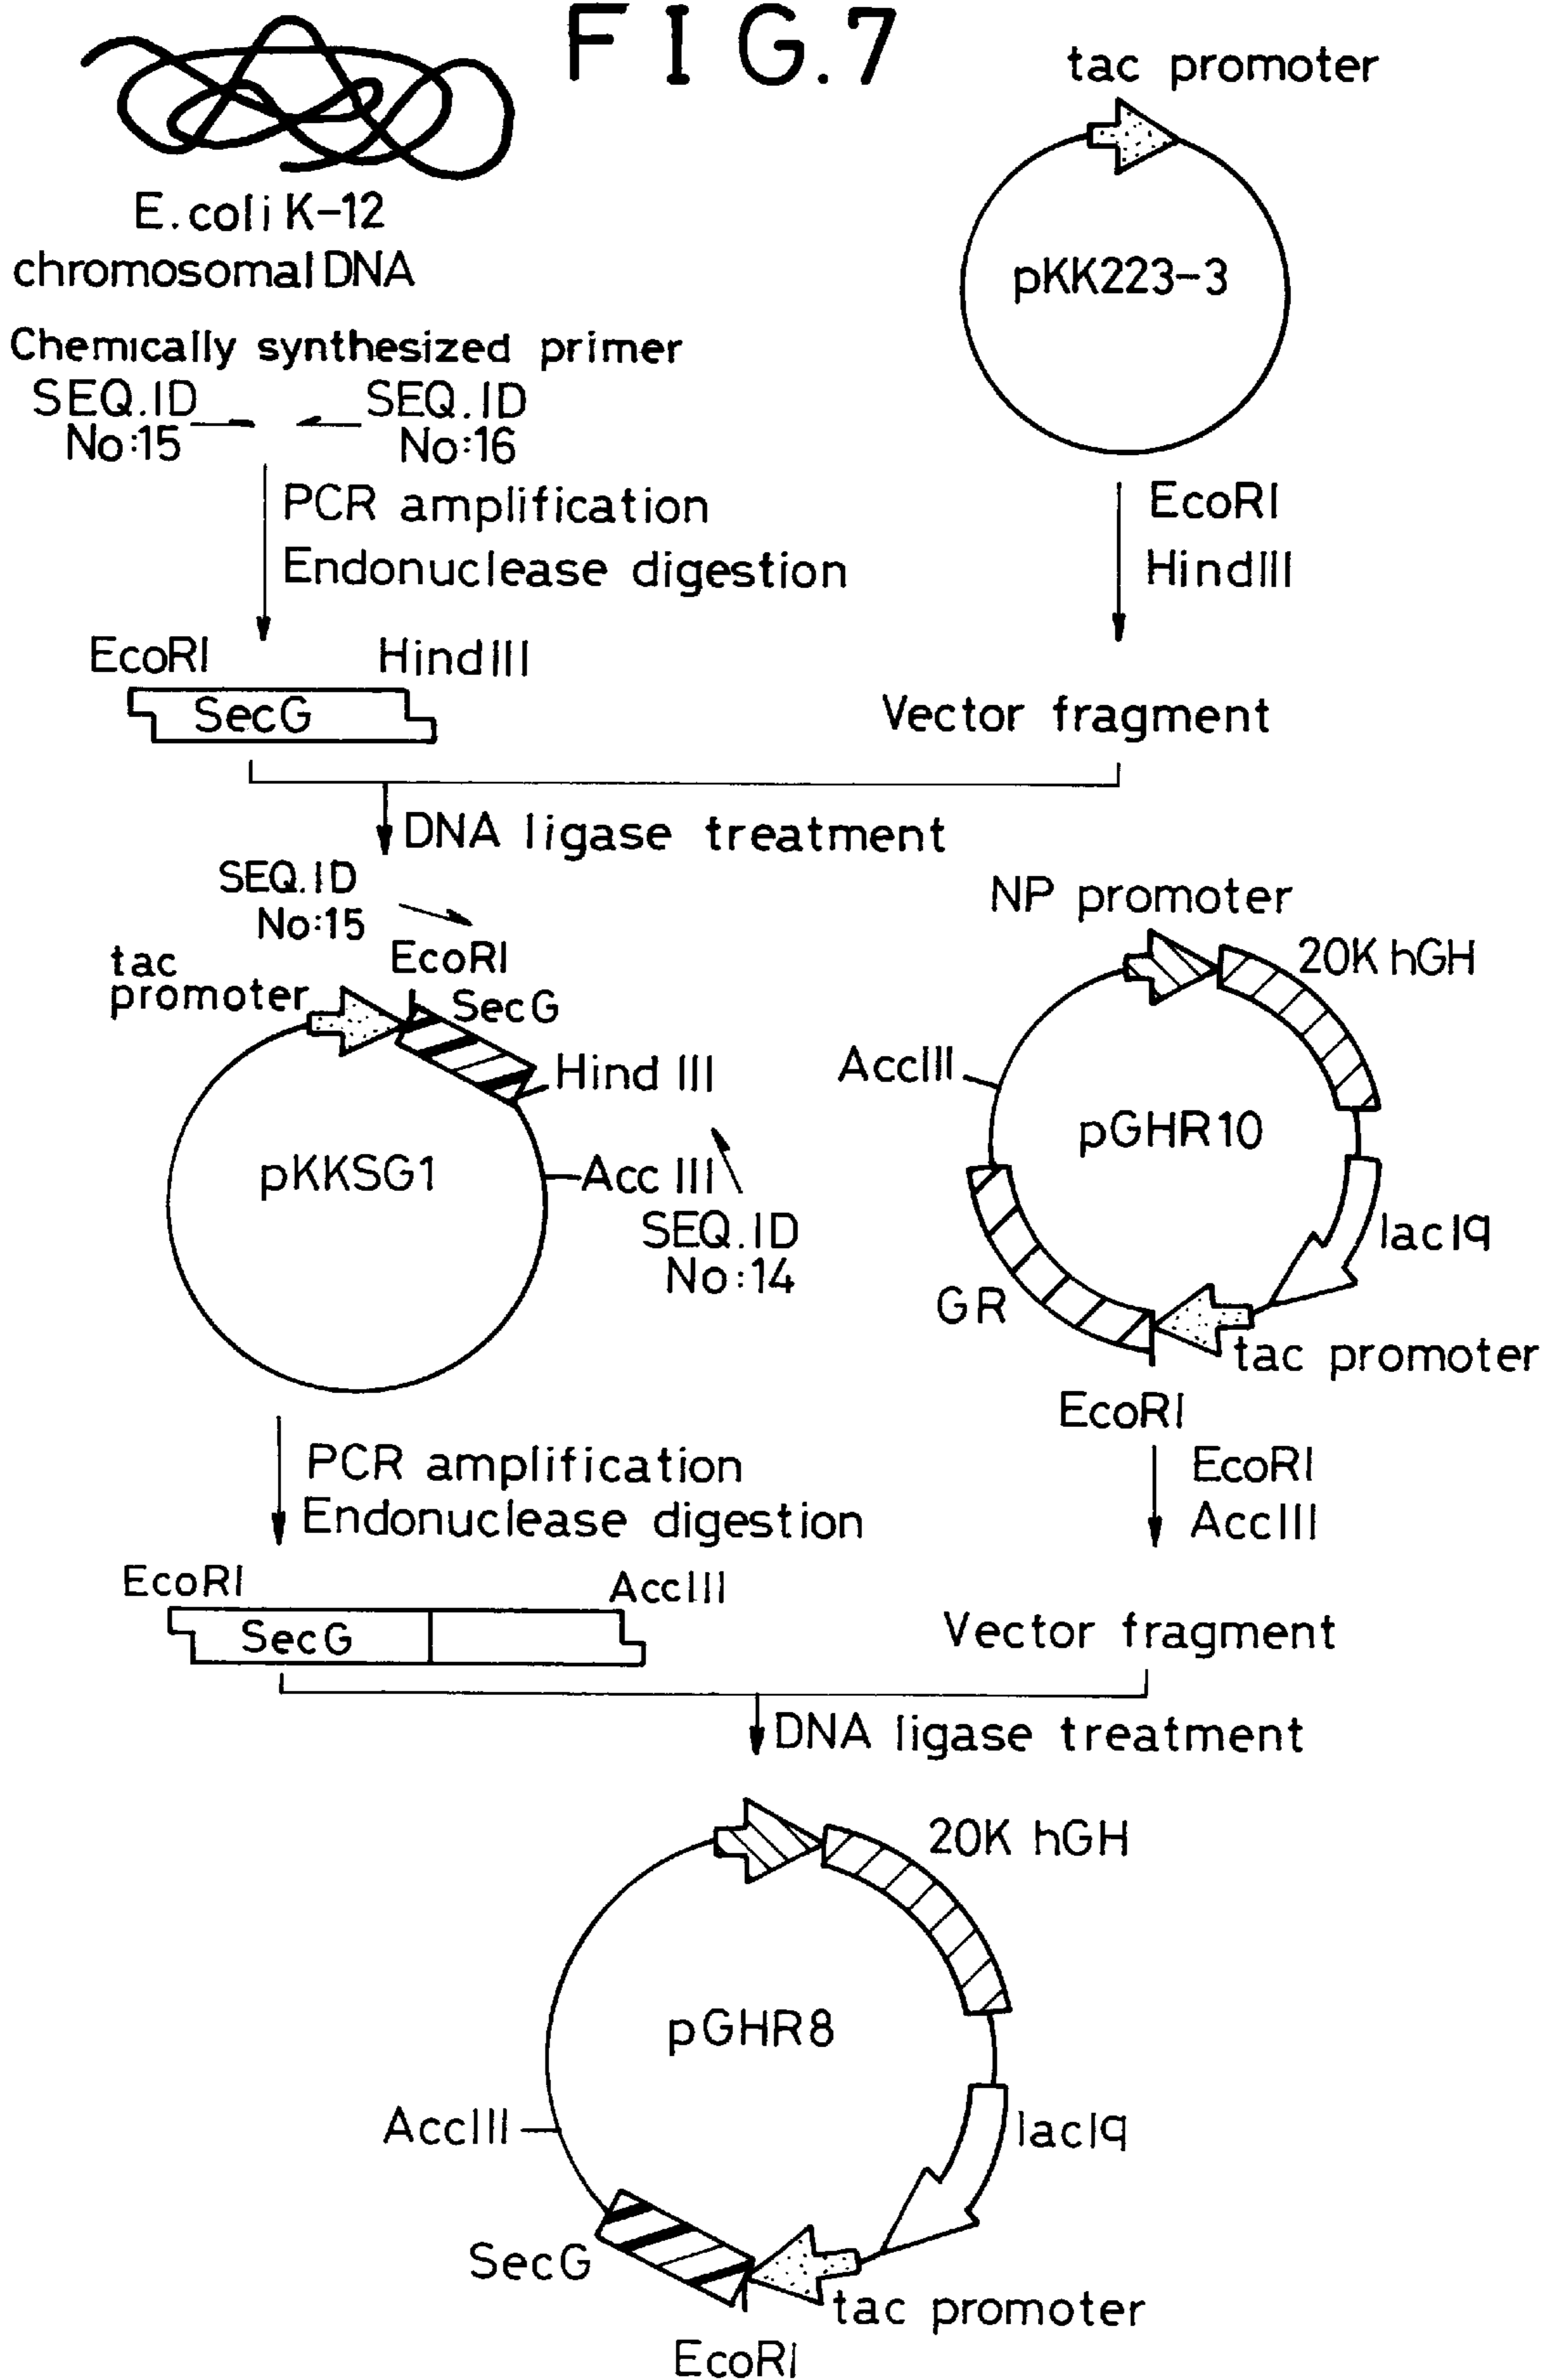 FIG.7
tac promoter
E.coli K-12
chromosomal DNA
pKK223-3
Chemically synthesized primer
SEQ.ID
No:15
SEQ.ID
No:16
PCR amplification
Endonuclease digestion
EcoRI
HindIII
EcoRI
HindIII
SecG
Vector fragment
DNA ligase treatment
SEQ.ID
No:15
tac
promoter
EcoRI
SecG
Hind III
pKKSG1
Acc III
SEQ.ID
No:14
NP promoter
20K hGH
AccIII
pGHR10
lacIq
GR
tac promoter
EcoRI
PCR amplification
Endonuclease digestion
EcoRI
AccIII
EcoRI
AccIII
SecG
Vector fragment
DNA ligase treatment
20K hGH
pGHR8
AccIII
lacIq
SecG
tac promoter
EcoRI